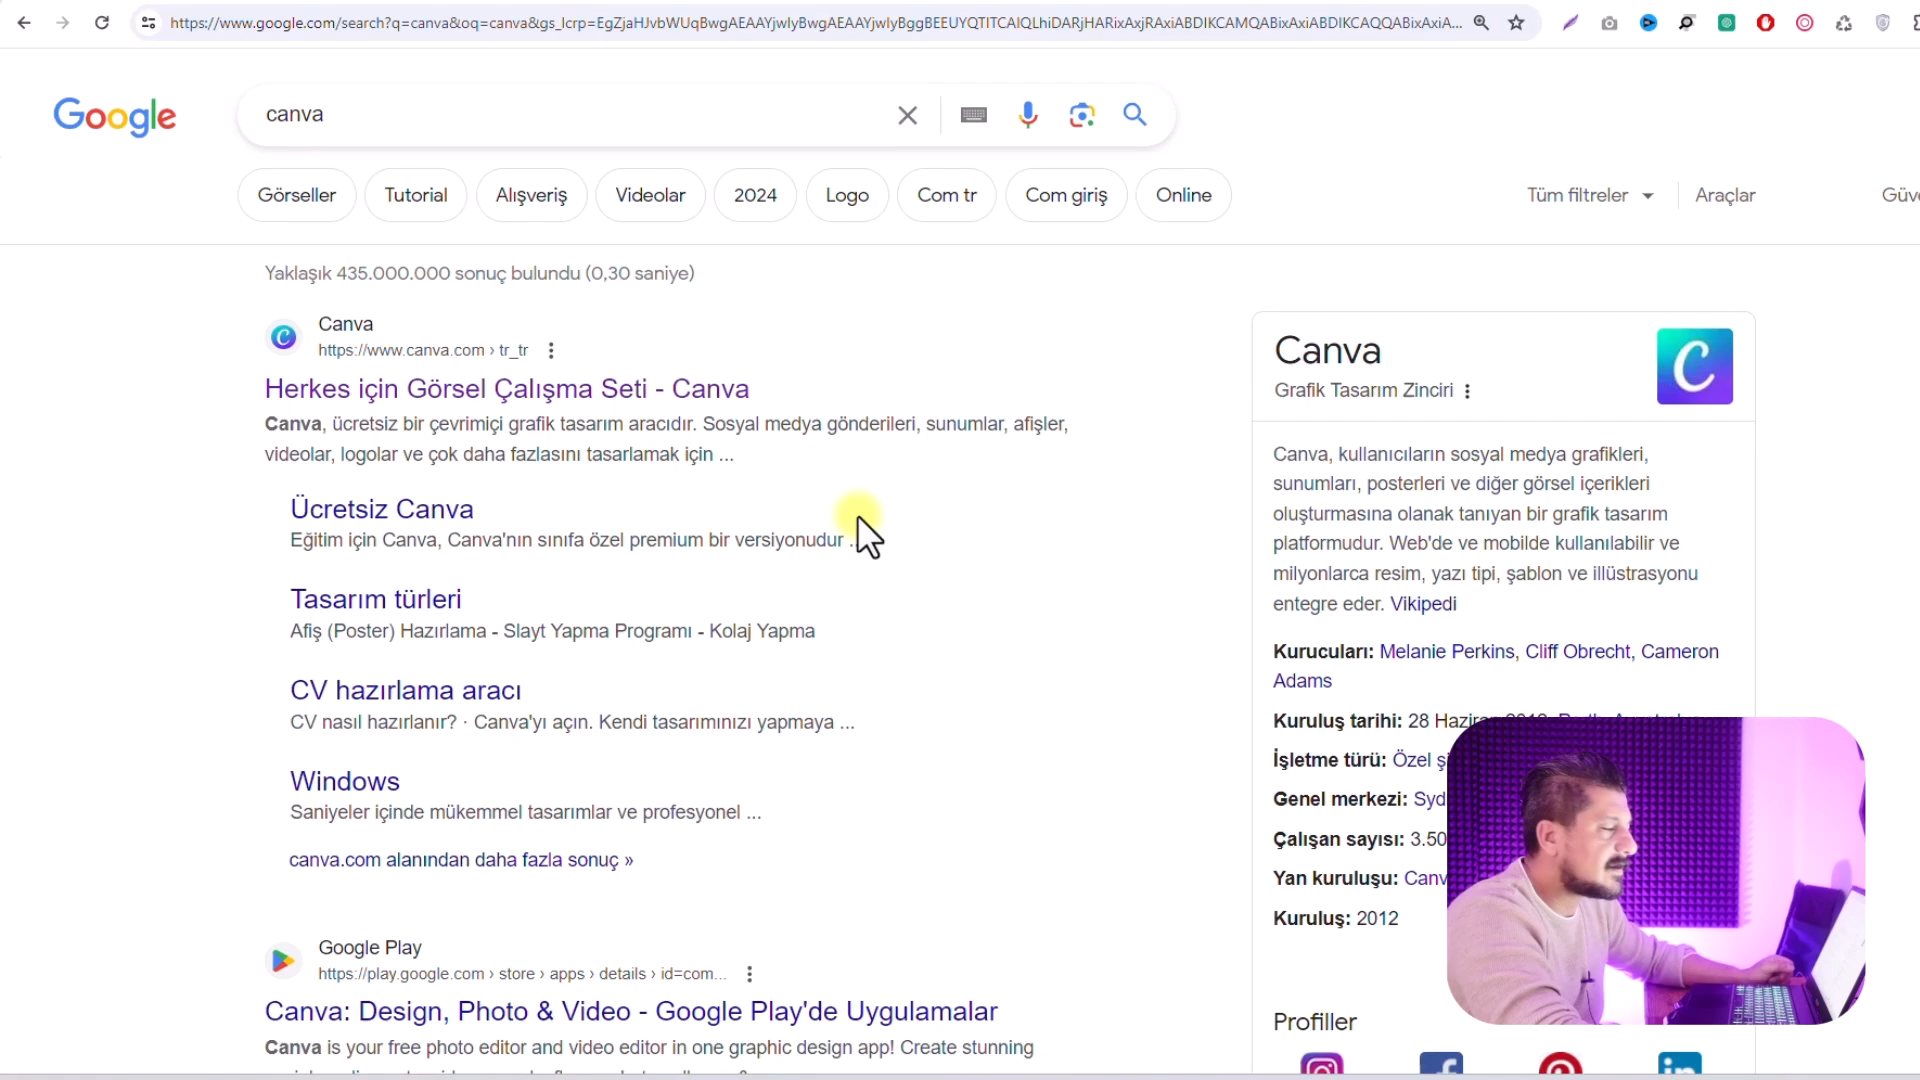 https://www.google.com/search?q=canva&oq=canva&gs_lcrp=EgZjaHJvbWUqBwgAEAAYjwIyBwgAEAAYjwIyBggBEEUYQTITCAIQLhiDARjHARixAxjRAxiABDIKCAMQABixAxiABDIKCAQQABixAxiA...
Google
canva
Görseller
Tutorial
Alışveriş
Videolar
2024
Logo
Com tr
Com giriş
Online
Tüm filtreler
Araçlar
Güve
Yaklaşık 435.000.000 sonuç bulundu (0,30 saniye)
Canva
https://www.canva.com › tr_tr
Herkes için Görsel Çalışma Seti - Canva
Canva, ücretsiz bir çevrimiçi grafik tasarım aracıdır. Sosyal medya gönderileri, sunumlar, afişler,
videolar, logolar ve çok daha fazlasını tasarlamak için ...
Ücretsiz Canva
Eğitim için Canva, Canva'nın sınıfa özel premium bir versiyonudur ...
Tasarım türleri
Afiş (Poster) Hazırlama - Slayt Yapma Programı - Kolaj Yapma
CV hazırlama aracı
CV nasıl hazırlanır? · Canva'yı açın. Kendi tasarımınızı yapmaya ...
Windows
Saniyeler içinde mükemmel tasarımlar ve profesyonel ...
canva.com alanından daha fazla sonuç »
Google Play
https://play.google.com › store › apps › details › id=com...
Canva: Design, Photo & Video - Google Play'de Uygulamalar
Canva is your free photo editor and video editor in one graphic design app! Create stunning
Canva
Grafik Tasarım Zinciri
Canva, kullanıcıların sosyal medya grafikleri,
sunumları, posterleri ve diğer görsel içerikleri
oluşturmasına olanak tanıyan bir grafik tasarım
platformudur. Web'de ve mobilde kullanılabilir ve
milyonlarca resim, yazı tipi, şablon ve illüstrasyonu
entegre eder. Vikipedi
Kurucuları: Melanie Perkins, Cliff Obrecht, Cameron
Adams
Kuruluş tarihi: 28 Haziran
İşletme türü: Özel şi
Genel merkezi: Syd
Çalışan sayısı: 3.50
Yan kuruluşu: Canv
Kuruluş: 2012
Profiller